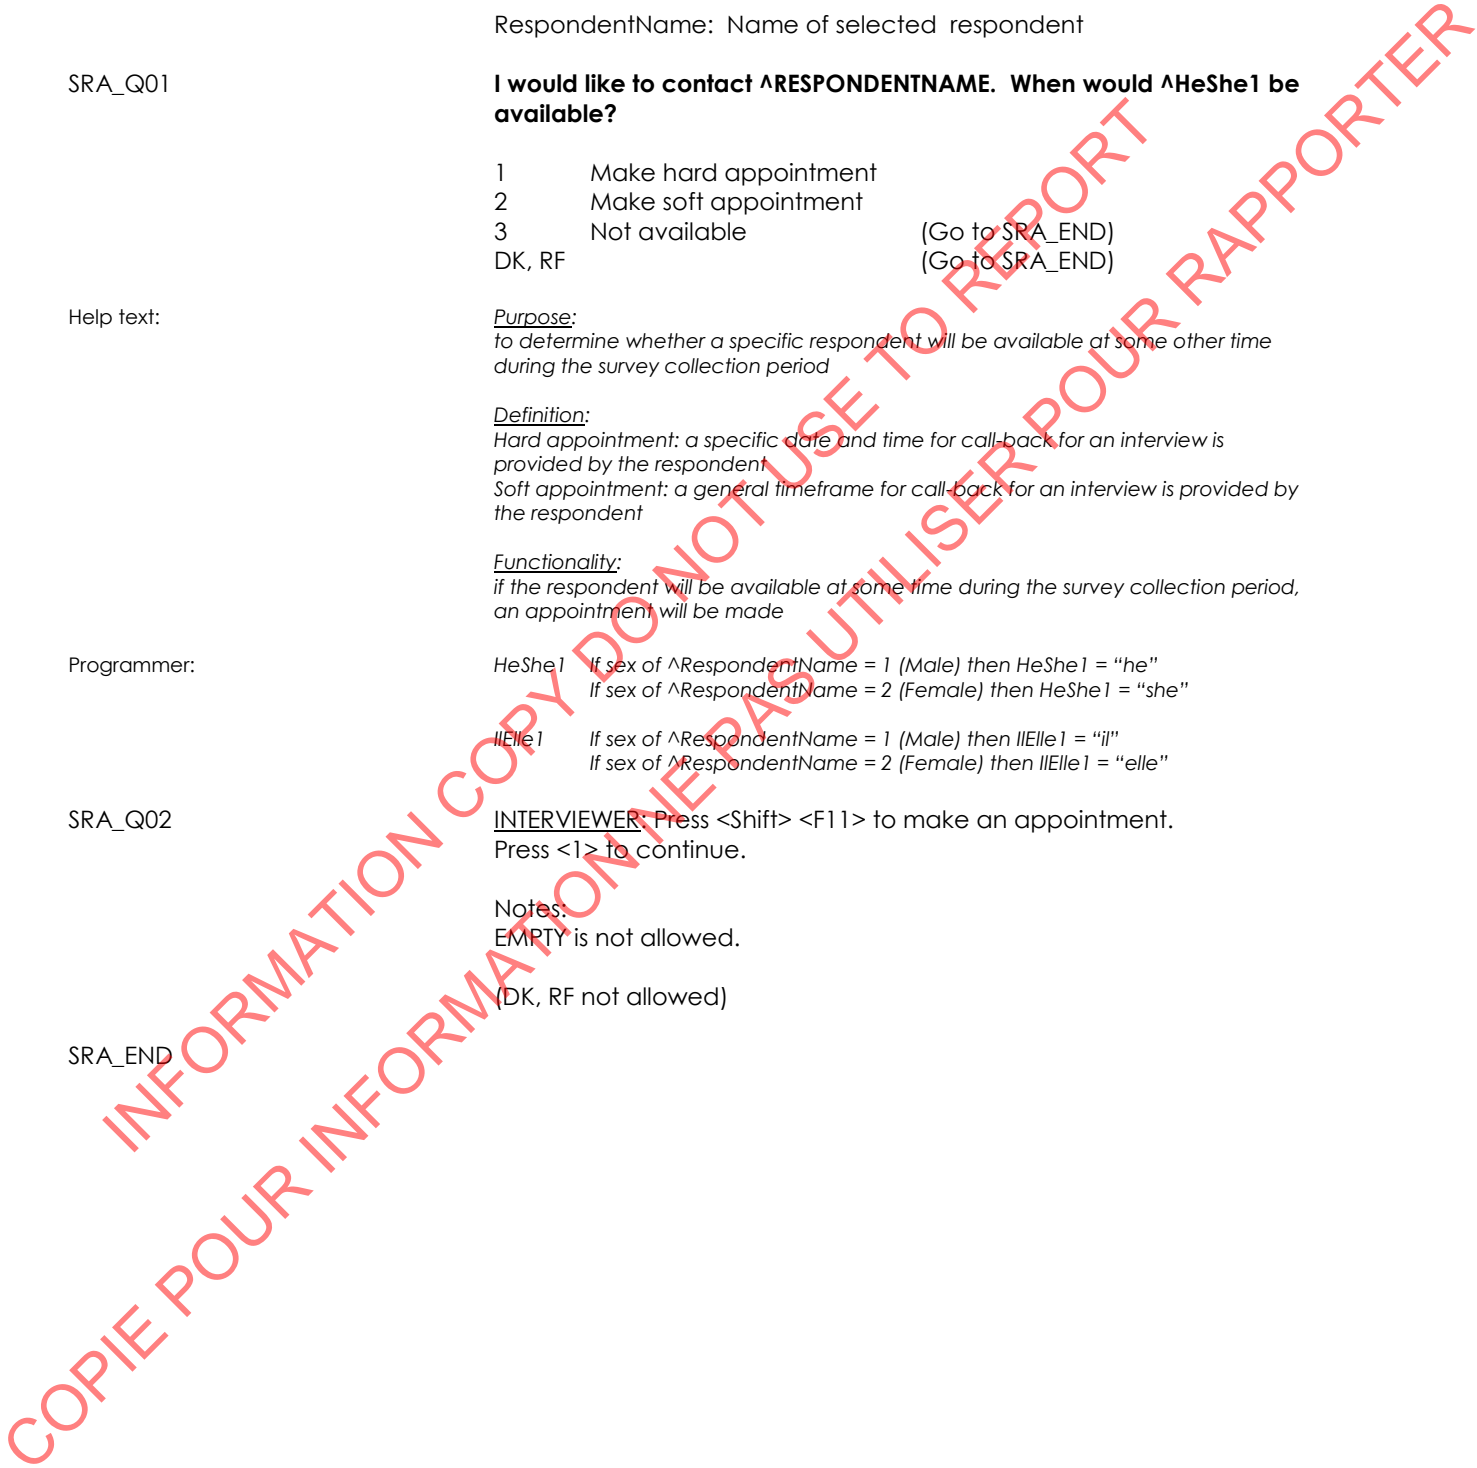 RespondentName: Name of selected respondent
SRA_Q01 I would like to contact ^RESPONDENTNAME. When would ^HeShe1 be
available?
1 Make hard appointment
2 Make soft appointment
3 Not available (Go to SRA_END)
DK, RF (Go to SRA_END)
Help text: Purpose:
to determine whether a specific respondent will be available at some other time
during the survey collection period
Definition:
Hard appointment: a specific date and time for call-back for an interview is
provided by the respondent
Soft appointment: a general timeframe for call-back for an interview is provided by
the respondent
Functionality:
if the respondent will be available at some time during the survey collection period,
an appointment will be made
Programmer: HeShe1 If sex of ^RespondentName = 1 (Male) then HeShe1 = “he”
If sex of ^RespondentName = 2 (Female) then HeShe1 = “she”
IlElle1 If sex of ^RespondentName = 1 (Male) then IlElle1 = “il”
If sex of ^RespondentName = 2 (Female) then IlElle1 = “elle”
SRA_Q02 INTERVIEWER: Press <Shift> <F11> to make an appointment.
Press <1> to continue.
Notes:
EMPTY is not allowed.
(DK, RF not allowed)
SRA_END
INFORMATION COPY DO NOT USE TO REPORT
COPIE POUR INFORMATION NE PAS UTILISER POUR RAPPORTER